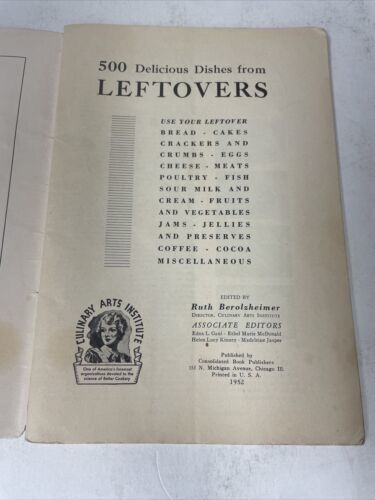 500 Delicious Dishes from
LEFTOVERS
USE YOUR LEFTOVER
BREAD - CAKES
CRACKERS AND
CRUMBS - EGGS
CHEESE - MEATS
POULTRY - FISH
SOUR MILK AND
CREAM - FRUITS
AND VEGETABLES
JAMS - JELLIES
AND PRESERVES
COFFEE - COCOA
MISCELLANEOUS
EDITED BY
Ruth Berolzheimer
DIRECTOR, CULINARY ARTS INSTITUTE
ASSOCIATE EDITORS
Edna L. Gaul - Ethel Marie McDonald
Helen Lucy Kinney - Madeleine Jasper
Published by
Consolidated Book Publishers
153 N. Michigan Avenue, Chicago Ill.
Printed in U. S. A.
1952
CULINARY ARTS INSTITUTE
One of America's foremost
organizations devoted to the
science of Better Cookery